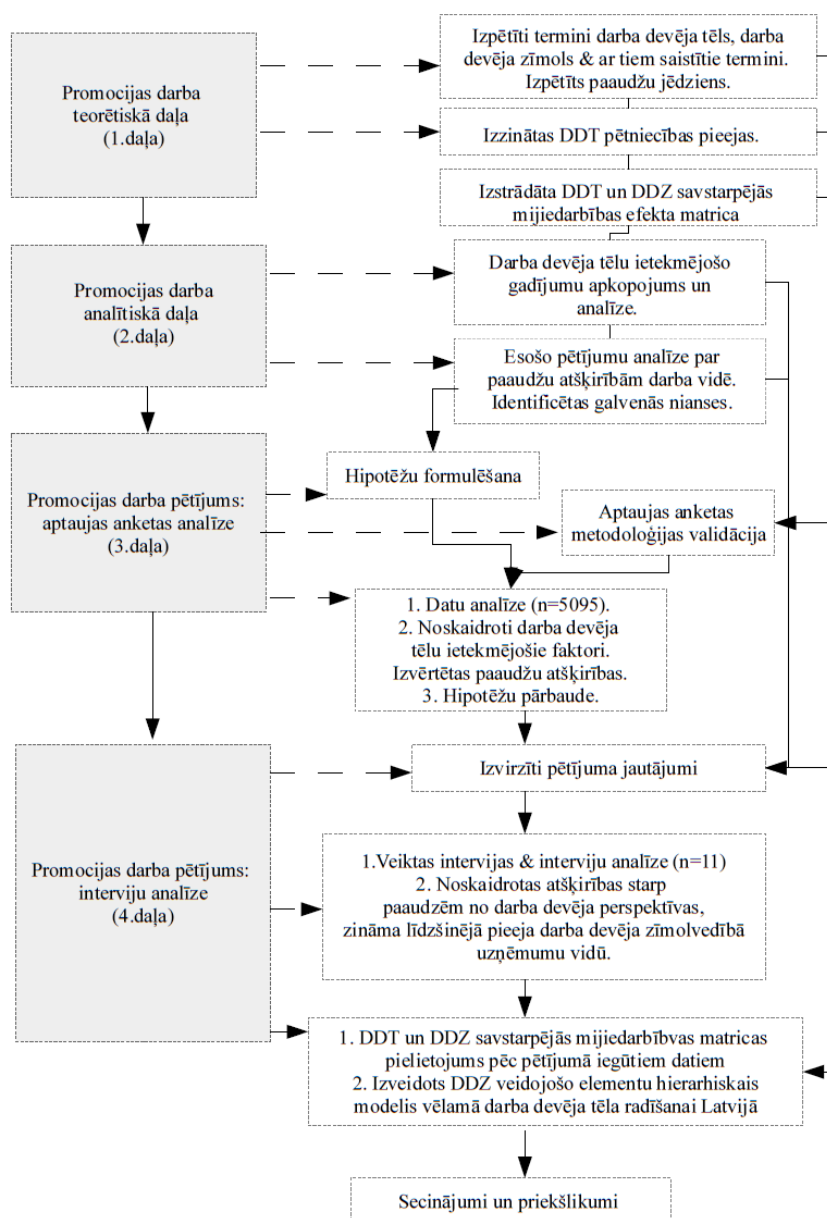 Promocijas darba
teorētiskā daļa
(1.daļa)
Izpētīti termini darba devēja tēls, darba
devēja zīmols & ar tiem saistītie termini.
Izpētīts paaudžu jēdziens.
Izzinātas DDT pētniecības pieejas.
Izstrādāta DDT un DDZ savstarpējās
mijiedarbības efekta matrica
Promocijas darba
analītiskā daļa
(2.daļa)
Darba devēja tēlu ietekmējošo
gadījumu apkopojums un
analīze.
Esošo pētījumu analīze par
paaudžu atšķirībām darba vidē.
Identificētas galvenās nianses.
Promocijas darba pētījums:
aptaujas anketas analīze
(3.daļa)
Hipotēžu formulēšana
Aptaujas anketas
metodoloģijas validācija
1. Datu analīze (n=5095).
2. Noskaidroti darba devēja
tēlu ietekmējošie faktori.
Izvērtētas paaudžu atšķirības.
3. Hipotēžu pārbaude.
Promocijas darba pētījums:
interviju analīze
(4.daļa)
Izvirzīti pētījuma jautājumi
1.Veiktas intervijas & interviju analīze (n=11)
2. Noskaidrotas atšķirības starp
paaudzēm no darba devēja perspektīvas,
zināma līdzšinējā pieeja darba devēja zīmolvedībā
uzņēmumu vidū.
1. DDT un DDZ savstarpējās mijiedarbībvas matricas
pielietojums pēc pētījumā iegūtiem datiem
2. Izveidots DDZ veidojošo elementu hierarhiskais
modelis vēlamā darba devēja tēla radīšanai Latvijā
Secinājumi un priekšlikumi